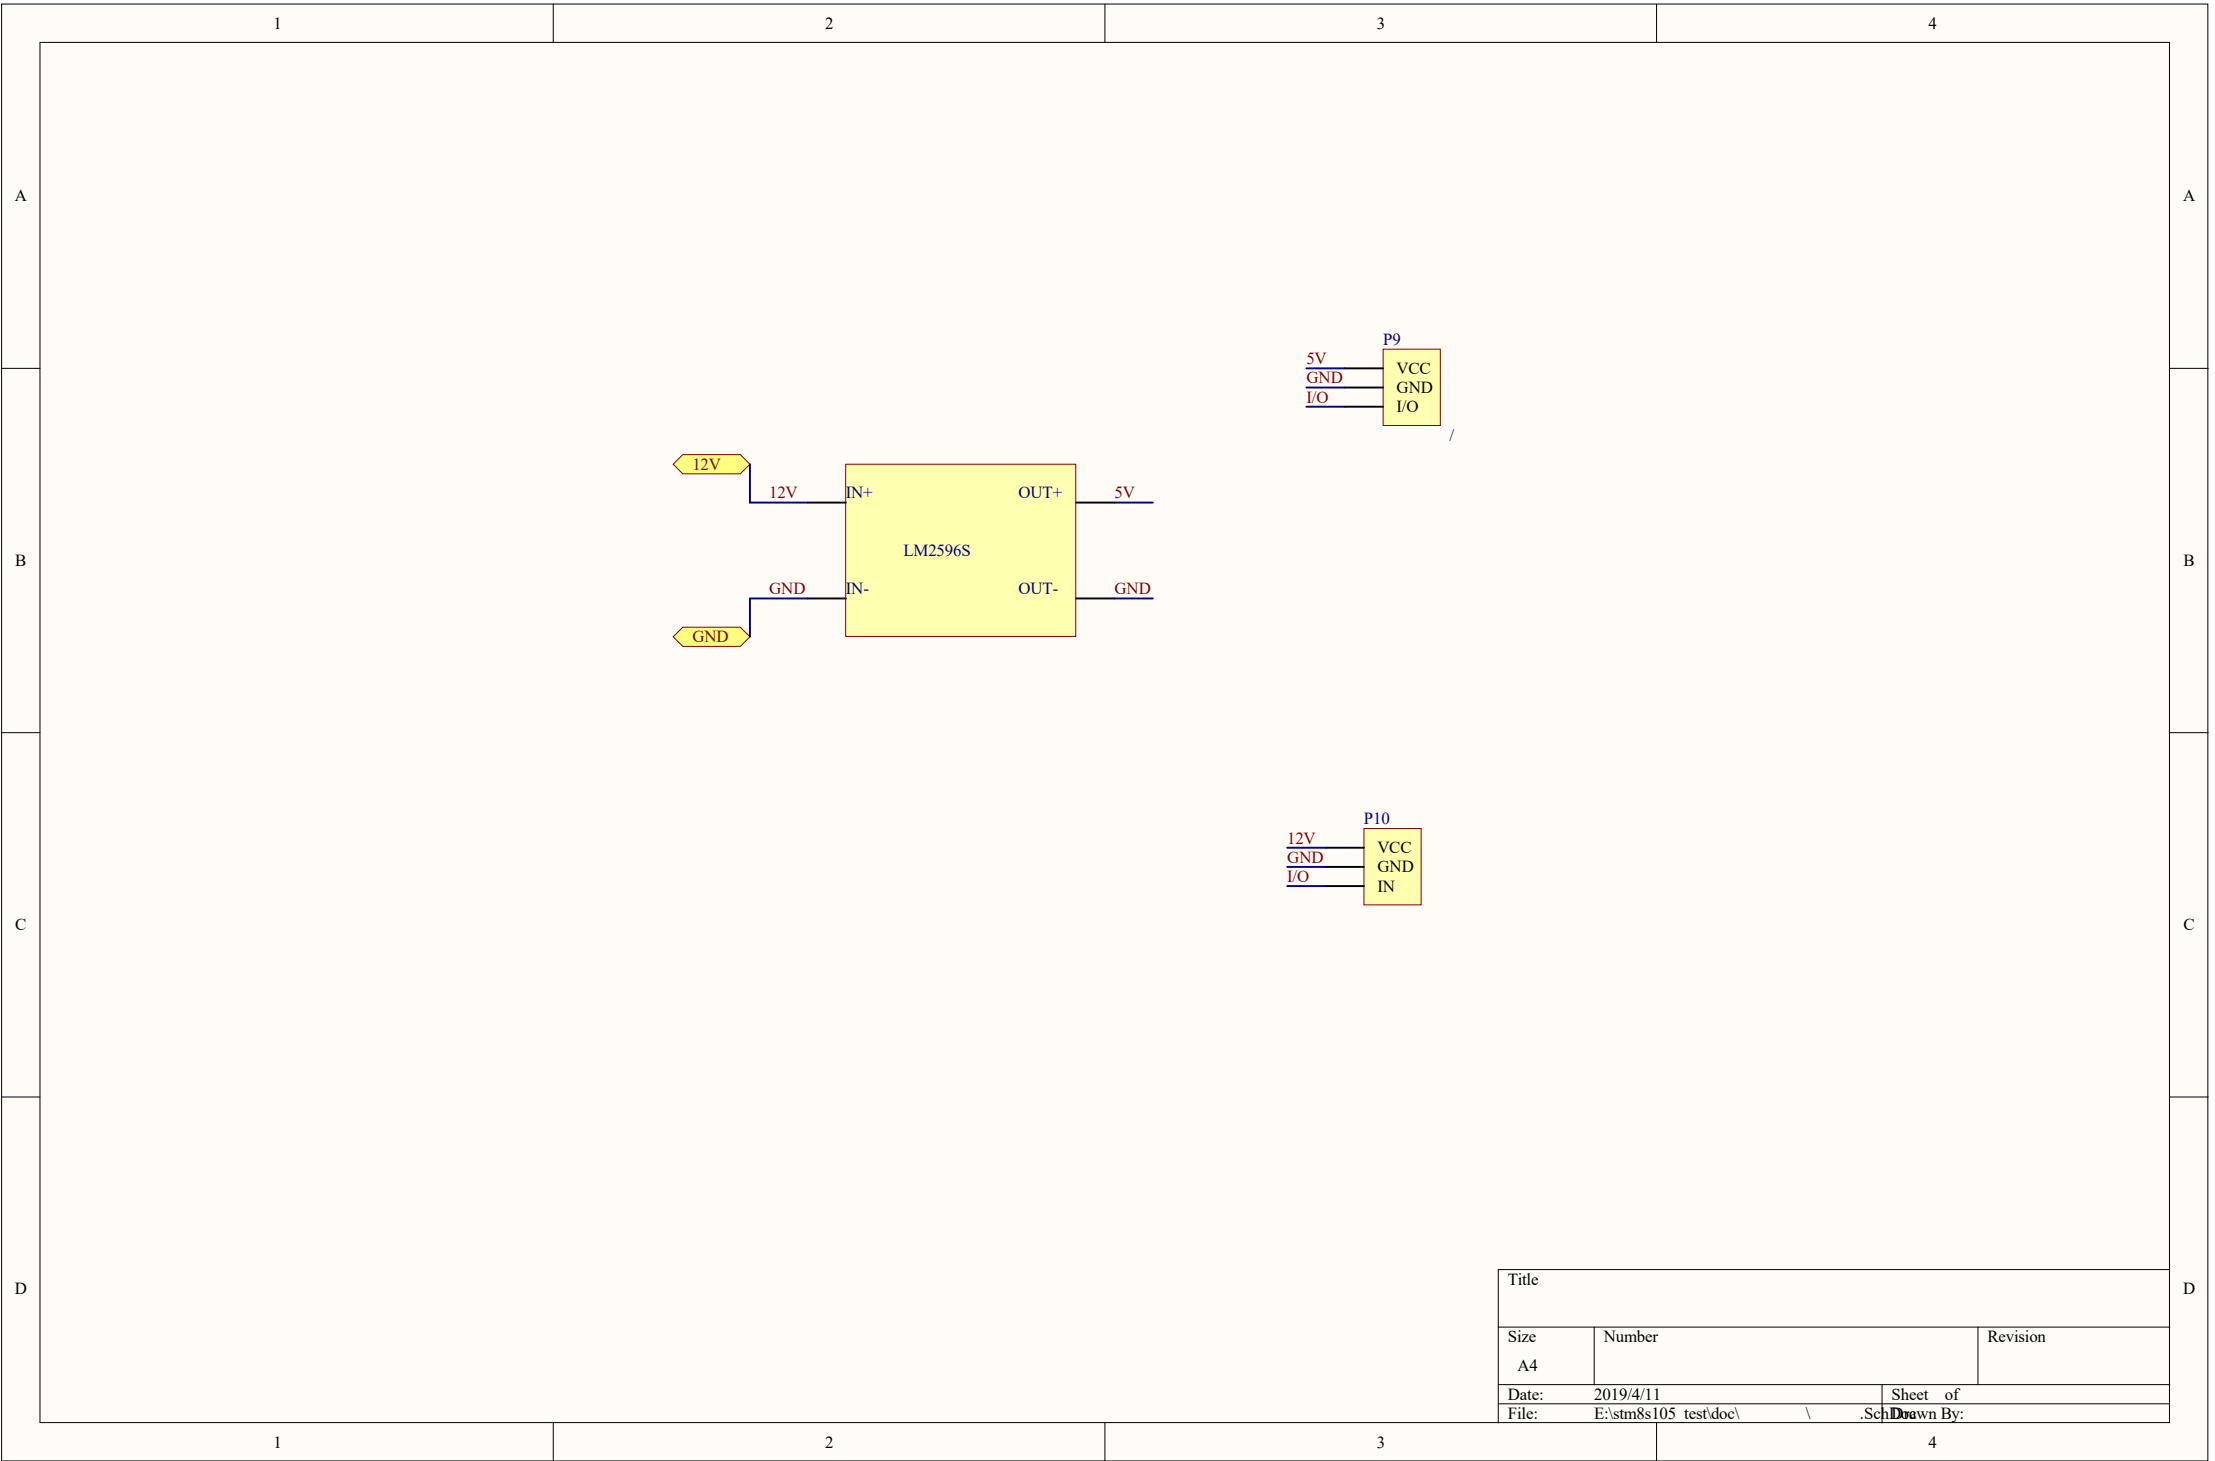 1 2 3 4
A A
P9
5V VCC
GND GND
I/O I/O
/
12V
12V IN+ OUT+ 5V
LM2596S
B B
GND IN- OUT- GND
GND
P10
12V VCC
GND GND
I/O IN
C C
Title
D D
Size Number Revision
A4
Date: 2019/4/11 Sheet of
File: E:\stm8s105_test\doc\ \ .SchDoc Drawn By:
1 2 3 4